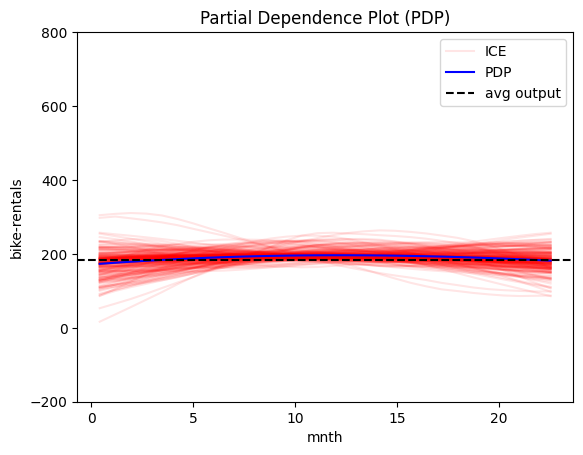 Partial Dependence Plot (PDP)
800
600
400
200
0
−200
bike-rentals
ICE
PDP
avg output
0 5 10 15 20
mnth